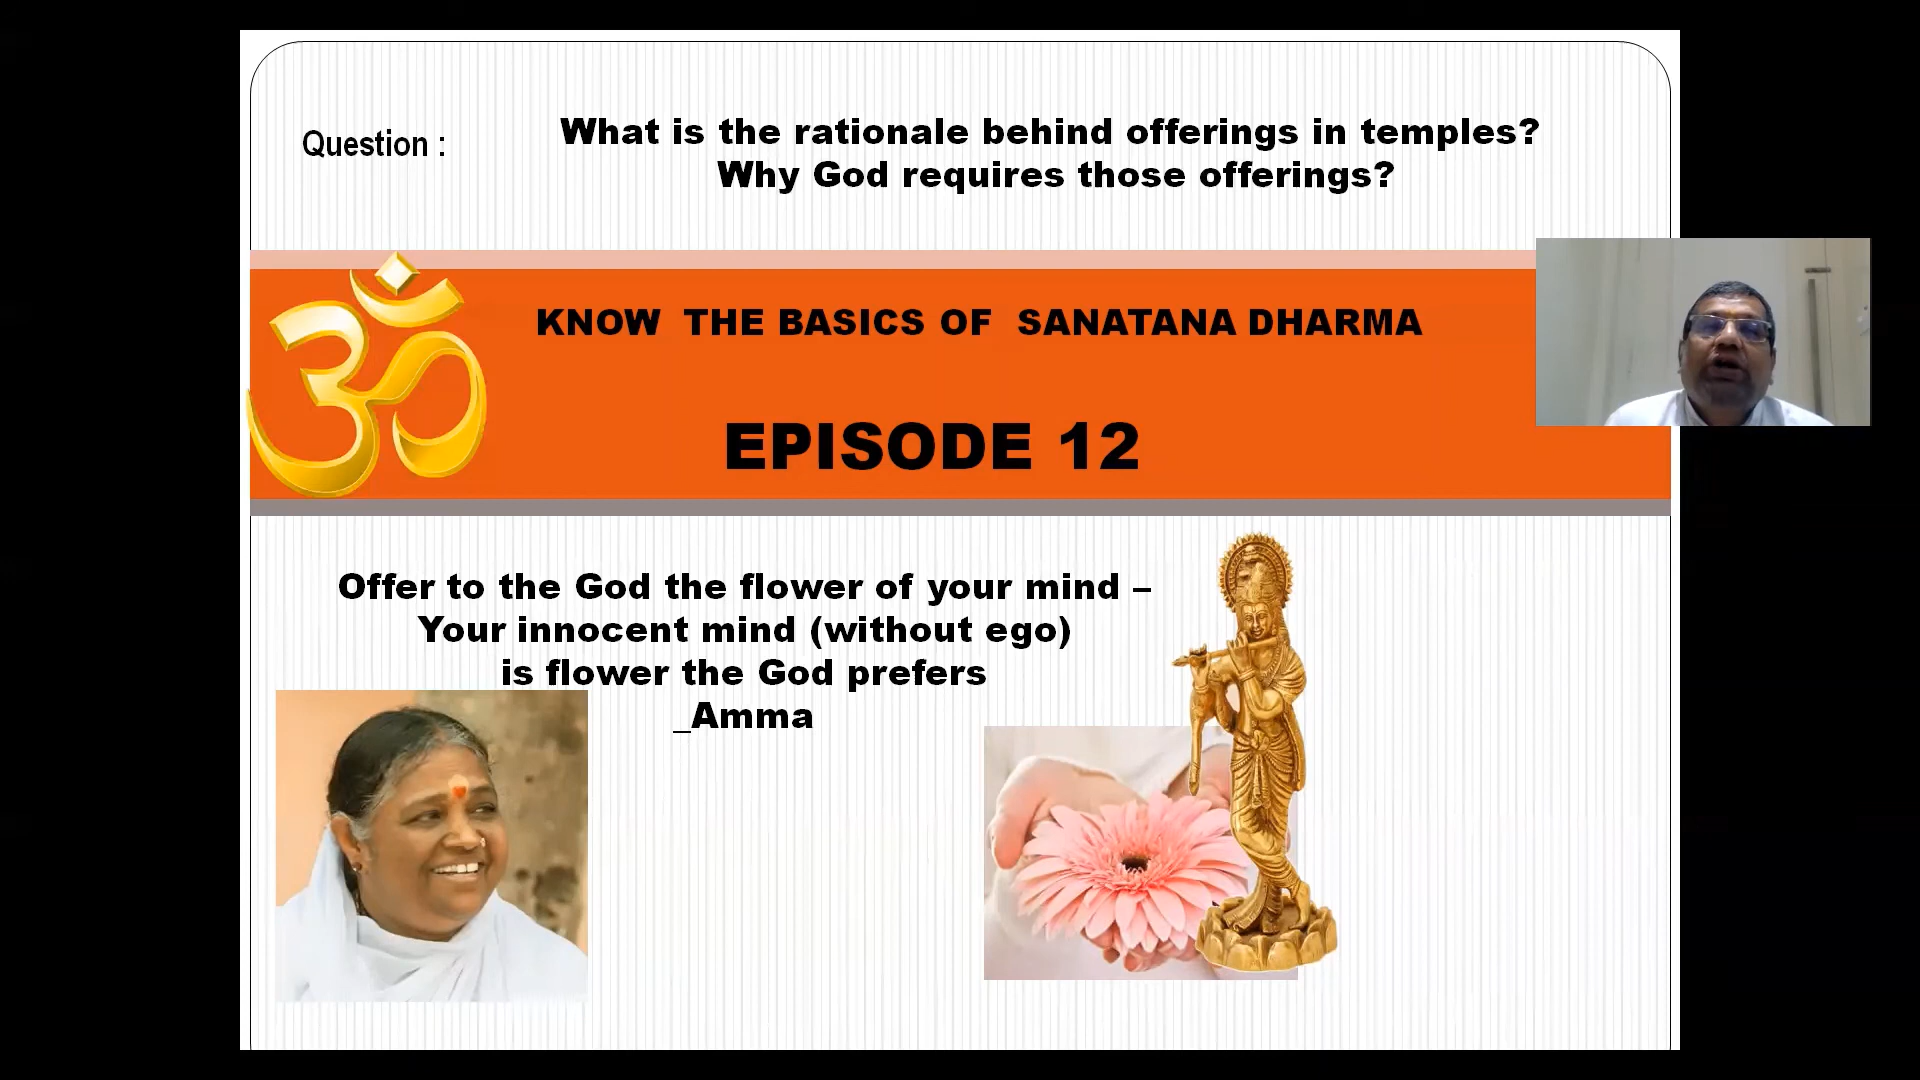 Question :
What is the rationale behind offerings in temples?
Why God requires those offerings?
ॐ
KNOW THE BASICS OF SANATANA DHARMA
EPISODE 12
Offer to the God the flower of your mind –
Your innocent mind (without ego)
is flower the God prefers
_Amma